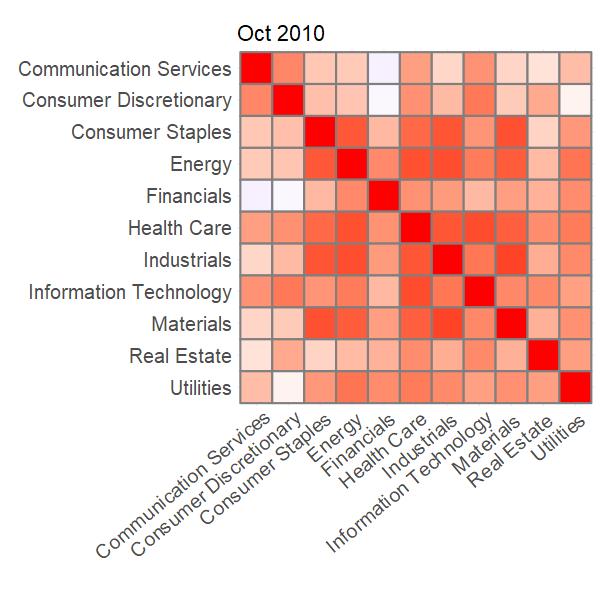 Oct 2010
Communication Services
Consumer Discretionary
Consumer Staples
Energy
Financials
Health Care
Industrials
Information Technology
Materials
Real Estate
Utilities
Communication Services
Consumer Discretionary
Consumer Staples
Energy
Financials
Health Care
Industrials
Information Technology
Materials
Real Estate
Utilities